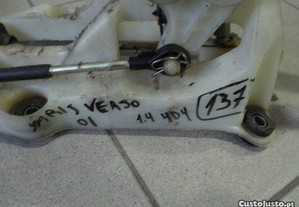 YARIS VERSO
01 1.4 4D4 137
CustoJusto.pt